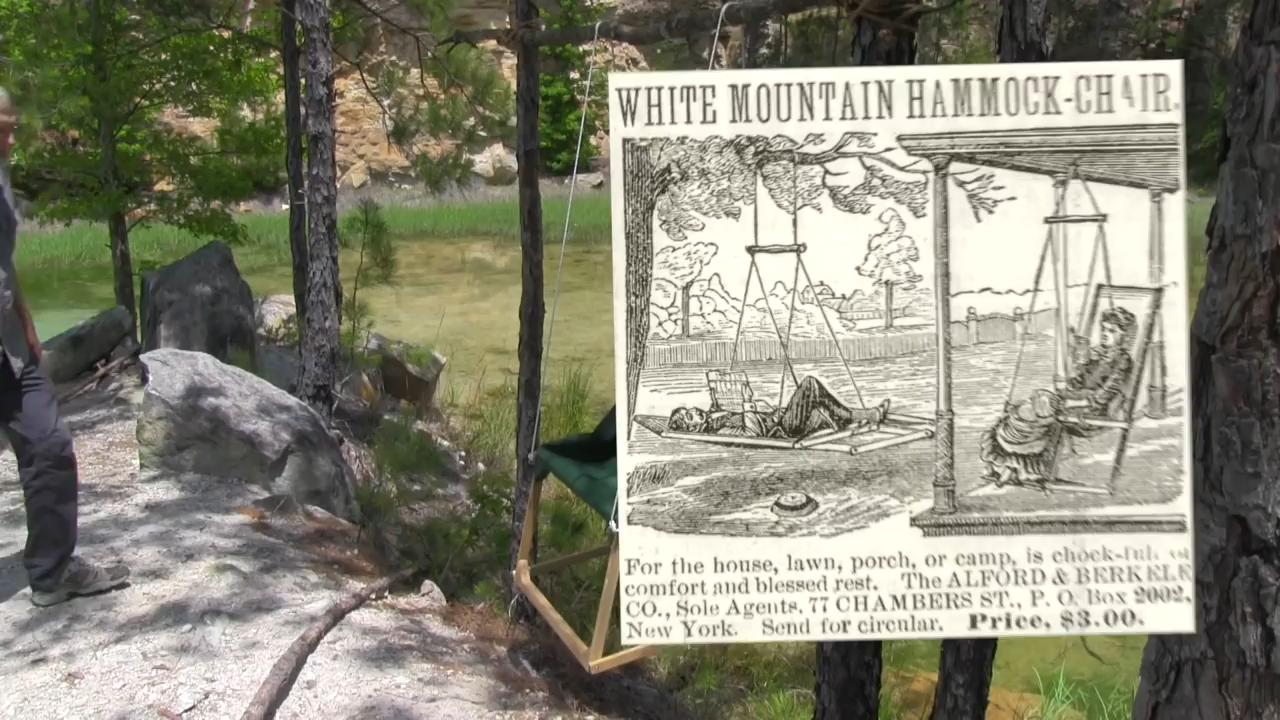 WHITE MOUNTAIN HAMMOCK-CHAIR.
For the house, lawn, porch, or camp, is chock-ful. of
comfort and blessed rest. The ALFORD & BERKELE
CO., Sole Agents, 77 CHAMBERS ST., P. O. Box 2002,
New York. Send for circular. Price, $3.00.